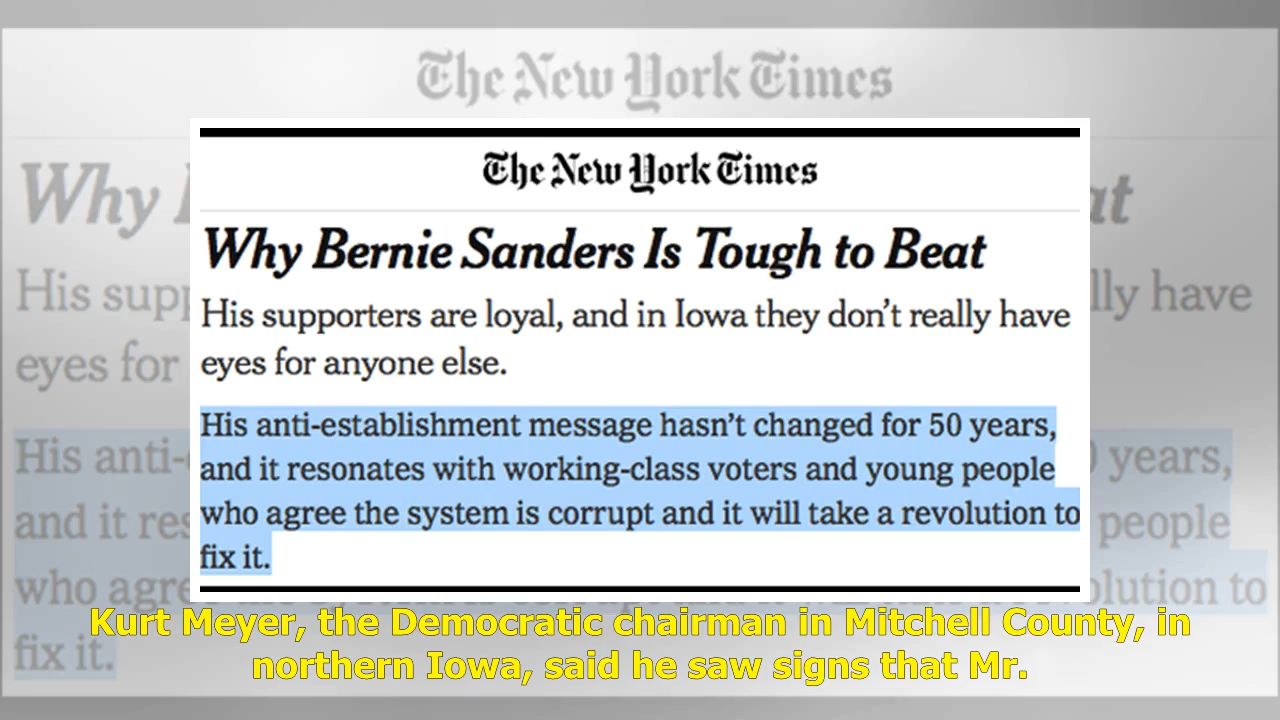 The New York Times
Why Bernie Sanders Is Tough to Beat
His supporters are loyal, and in Iowa they don’t really have
eyes for anyone else.
His anti-establishment message hasn’t changed for 50 years,
and it resonates with working-class voters and young people
who agree the system is corrupt and it will take a revolution to
fix it.
Kurt Meyer, the Democratic chairman in Mitchell County, in
northern Iowa, said he saw signs that Mr.